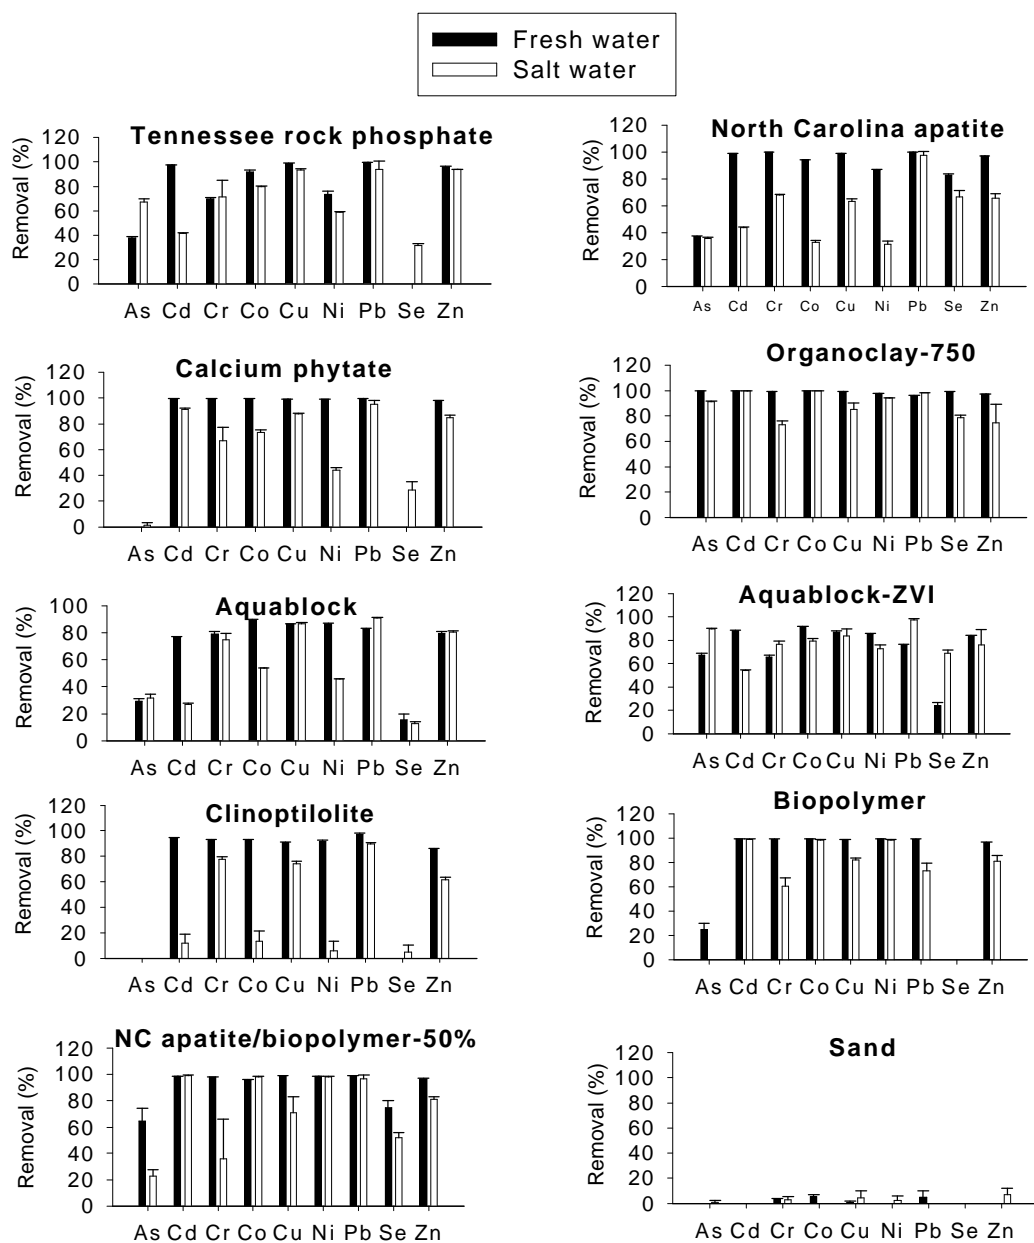 Fresh water
Salt water
Tennessee rock phosphate
Removal (%)
120
100
80
60
40
20
0
As Cd Cr Co Cu Ni Pb Se Zn
North Carolina apatite
Removal (%)
120
100
80
60
40
20
0
As Cd Cr Co Cu Ni Pb Se Zn
Calcium phytate
Removal (%)
120
100
80
60
40
20
0
As Cd Cr Co Cu Ni Pb Se Zn
Organoclay-750
Removal (%)
120
100
80
60
40
20
0
As Cd Cr Co Cu Ni Pb Se Zn
Aquablock
Removal (%)
100
80
60
40
20
0
As Cd Cr Co Cu Ni Pb Se Zn
Aquablock-ZVI
Removal (%)
120
100
80
60
40
20
0
As Cd Cr Co Cu Ni Pb Se Zn
Clinoptilolite
Removal (%)
120
100
80
60
40
20
0
As Cd Cr Co Cu Ni Pb Se Zn
Biopolymer
Removal (%)
120
100
80
60
40
20
0
As Cd Cr Co Cu Ni Pb Se Zn
NC apatite/biopolymer-50%
Removal (%)
120
100
80
60
40
20
0
As Cd Cr Co Cu Ni Pb Se Zn
Sand
Removal (%)
120
100
80
60
40
20
0
As Cd Cr Co Cu Ni Pb Se Zn